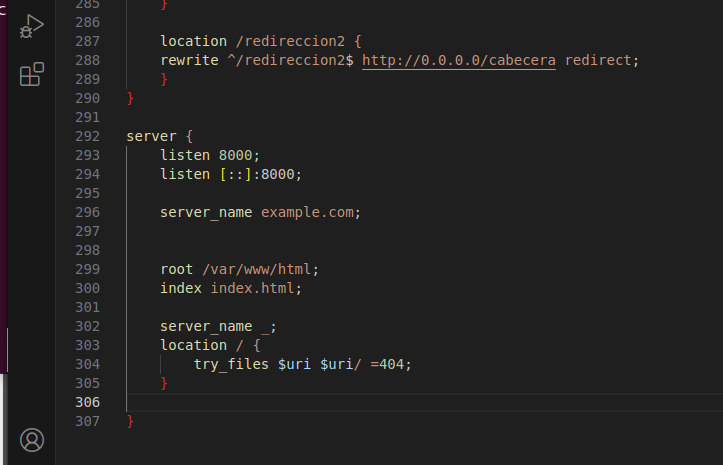 c
285 }
286
287 location /redireccion2 {
288 rewrite ^/redireccion2$ http://0.0.0.0/cabecera redirect;
289 }
290 }
291
292 server {
293 listen 8000;
294 listen [::]:8000;
295
296 server_name example.com;
297
298
299 root /var/www/html;
300 index index.html;
301
302 server_name _;
303 location / {
304 try_files $uri $uri/ =404;
305 }
306
307 }